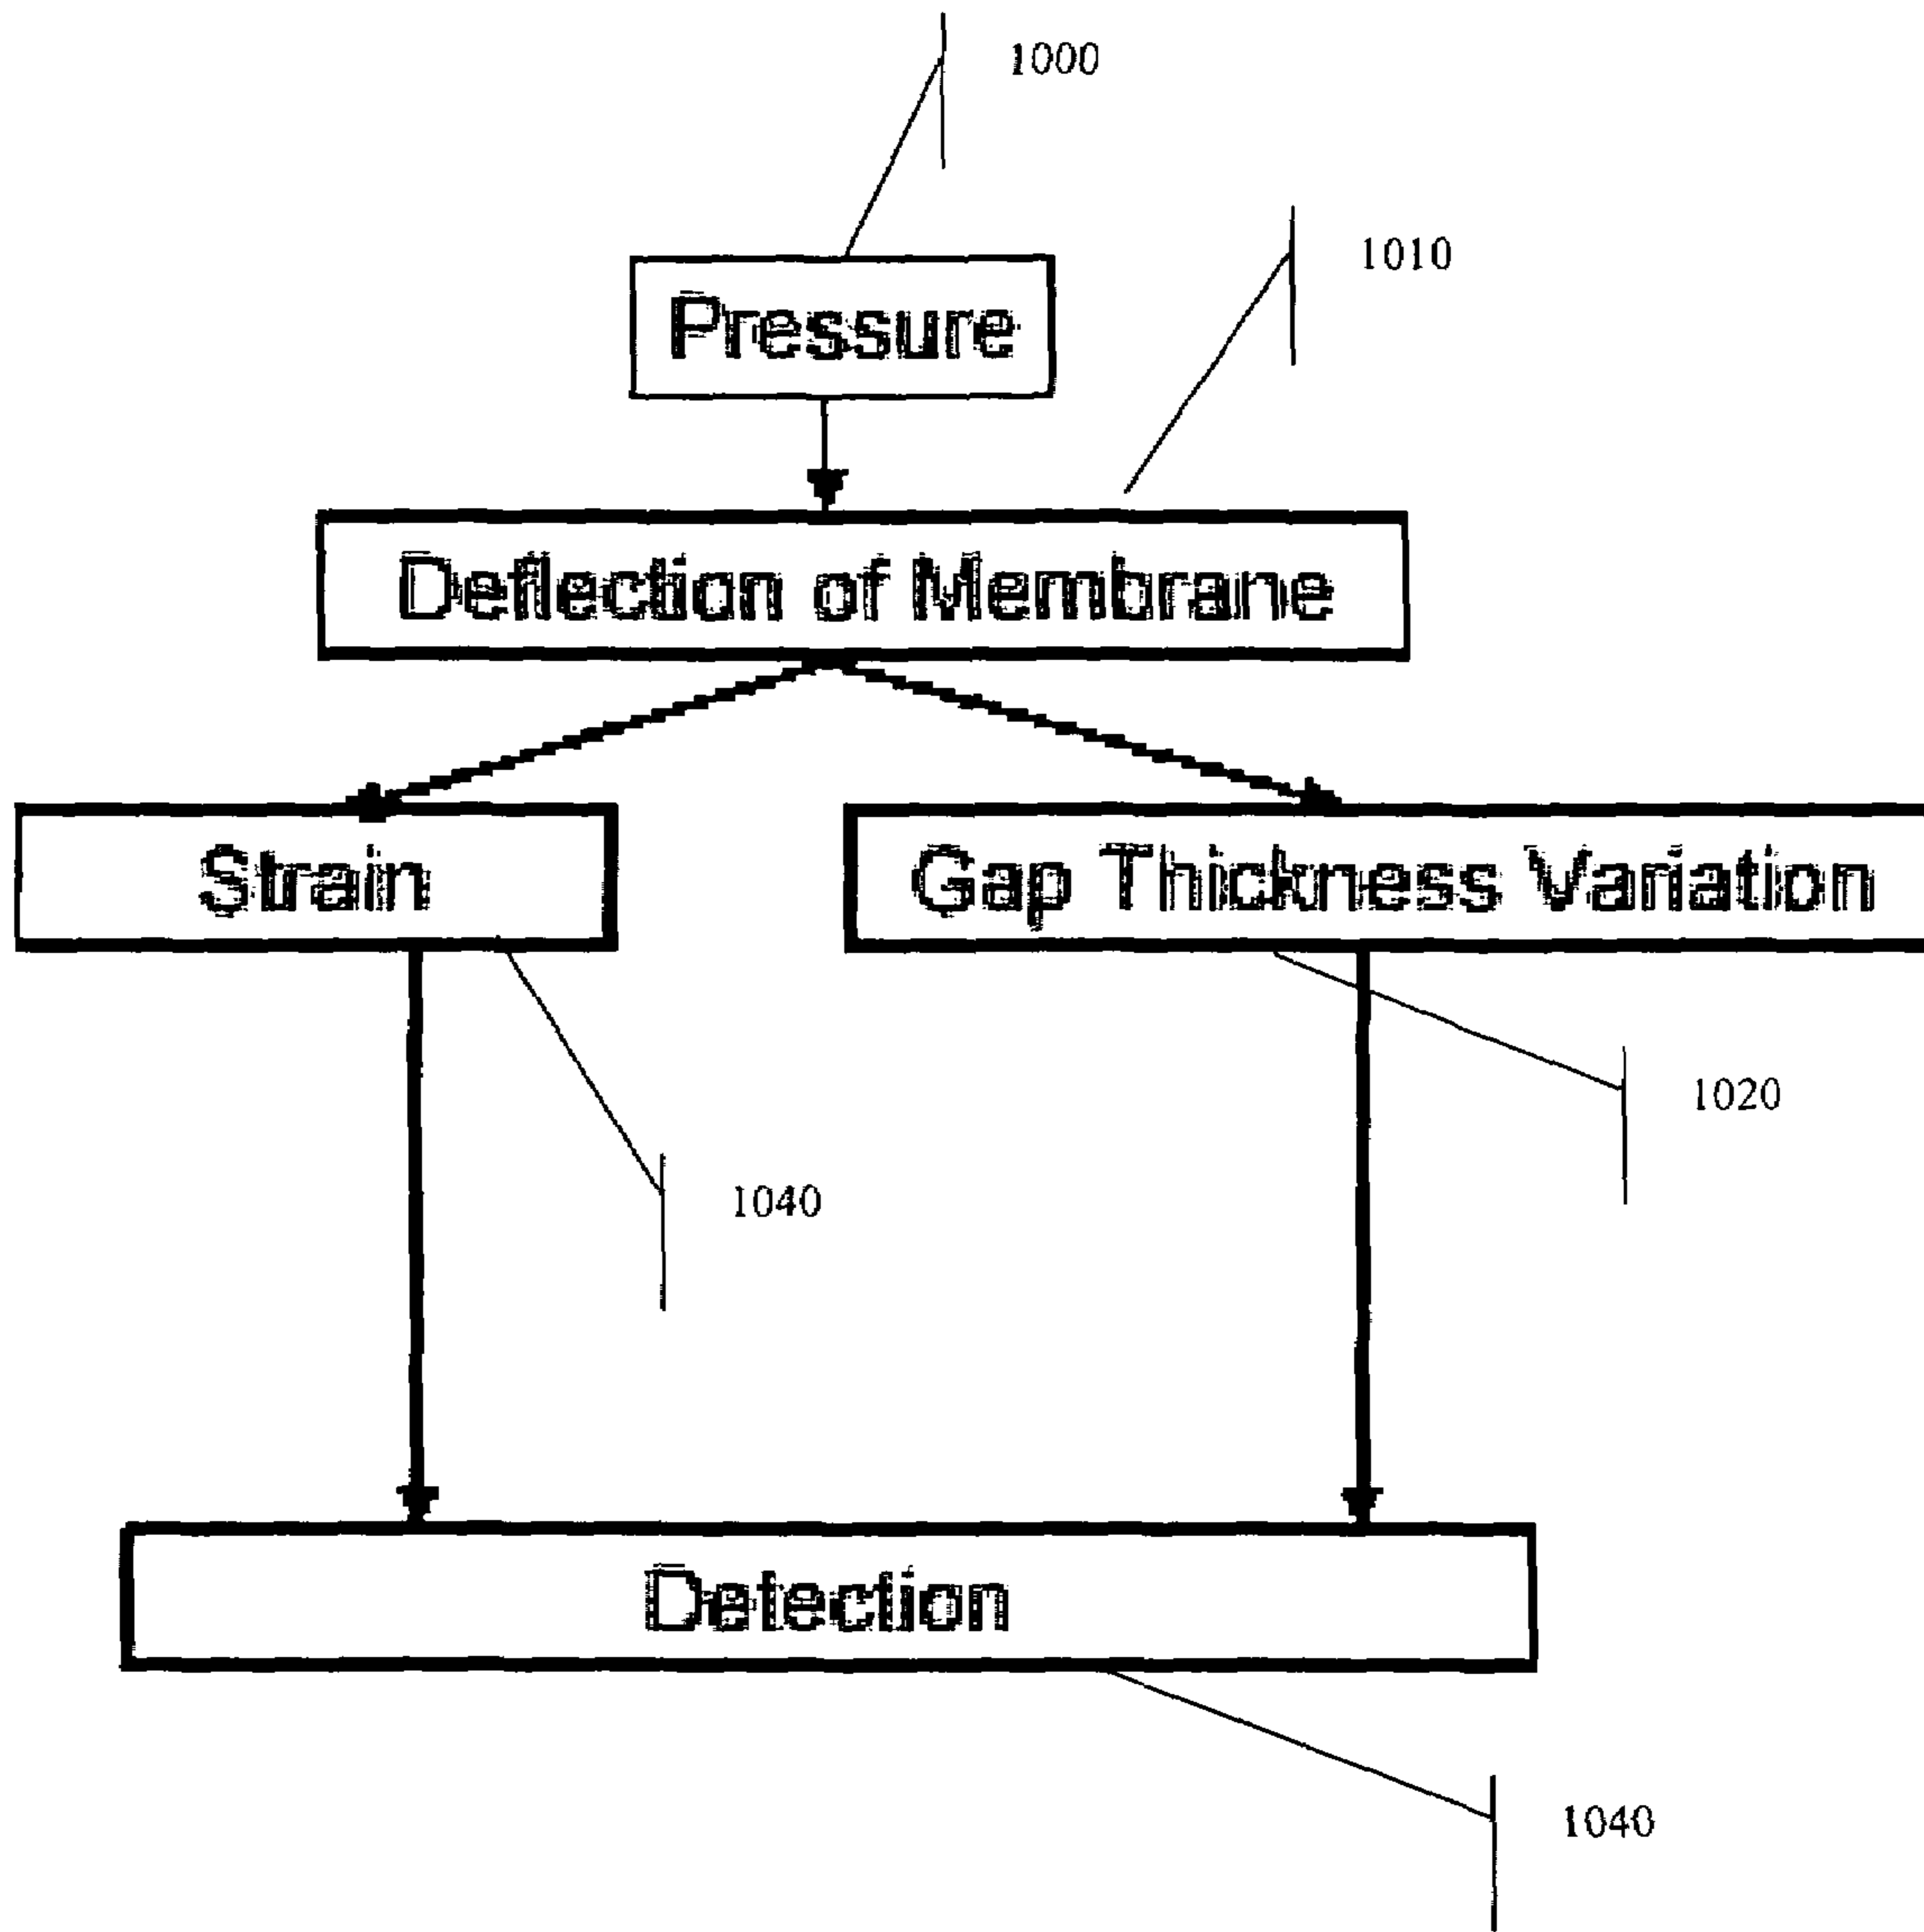 1000
1010
Pressure
Deflection of Membrane
Strain
Gap Thickness Variation
1020
1040
Detection
1040